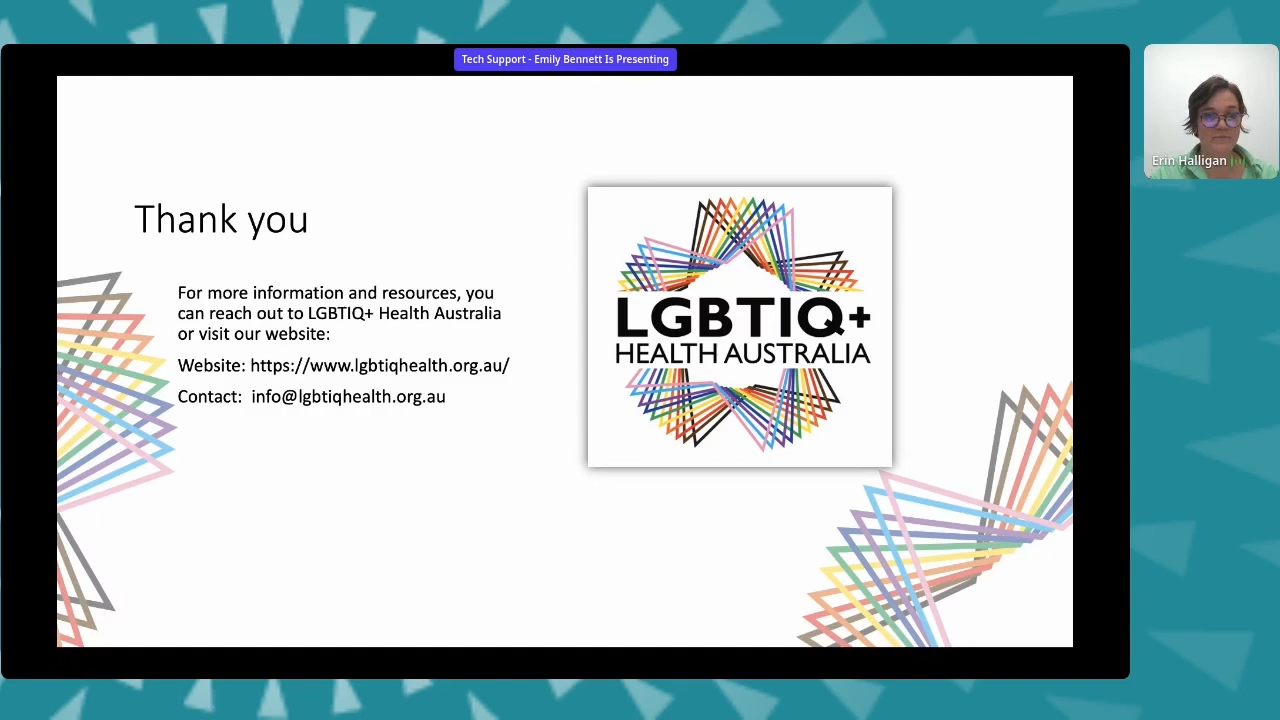 Tech Support - Emily Bennett Is Presenting
Erin Halligan
Thank you
For more information and resources, you
can reach out to LGBTIQ+ Health Australia
or visit our website:
Website: https://www.lgbtiqhealth.org.au/
Contact: info@lgbtiqhealth.org.au
LGBTIQ+
HEALTH AUSTRALIA